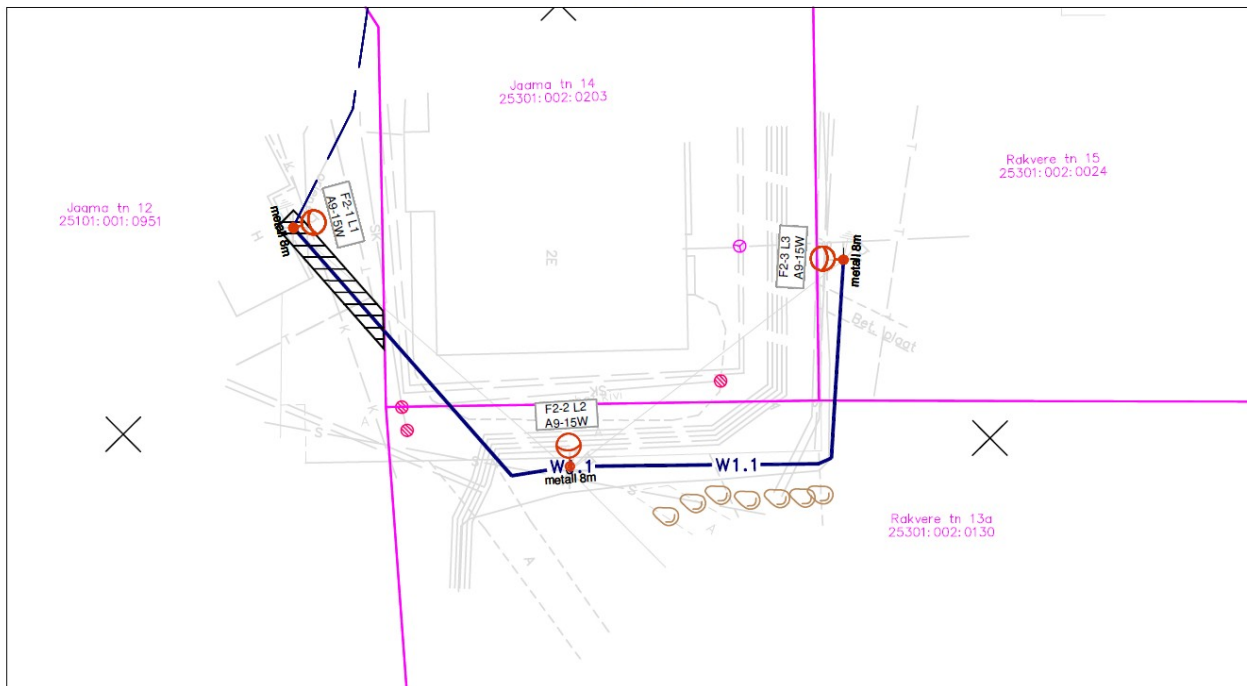 Jaama tn 14
25301:002:0203
Rakvere tn 15
25301:002:0024
Jaama tn 12
25101:001:0951
F2-1 L1
A9-15W
metall 8m
H
K
SK
T
K
K
2E
F2-3 L3
A9-15W
metall 8m
T
T
Bet. plaat
SK
F2-2 L2
A9-15W
metall 8m
W1.1
S
A
S
A
A
Rakvere tn 13a
25301:002:0130